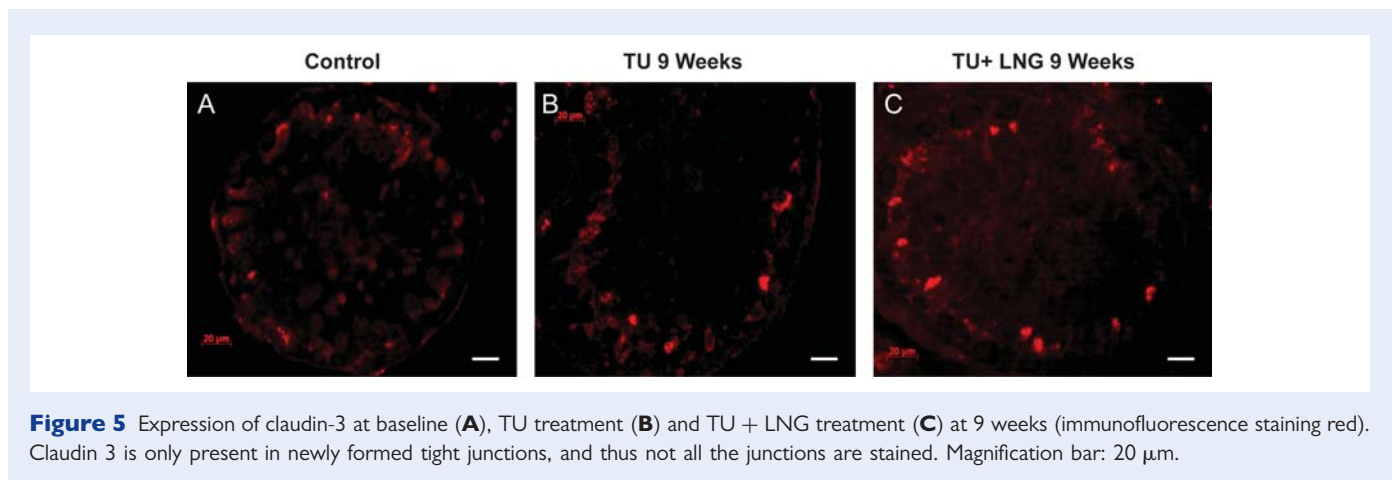 Control
TU 9 Weeks
TU+ LNG 9 Weeks
A
B
C
20 µm
20 µm
20 µm
Figure 5 Expression of claudin-3 at baseline (A), TU treatment (B) and TU + LNG treatment (C) at 9 weeks (immunofluorescence staining red).
Claudin 3 is only present in newly formed tight junctions, and thus not all the junctions are stained. Magnification bar: 20 μm.